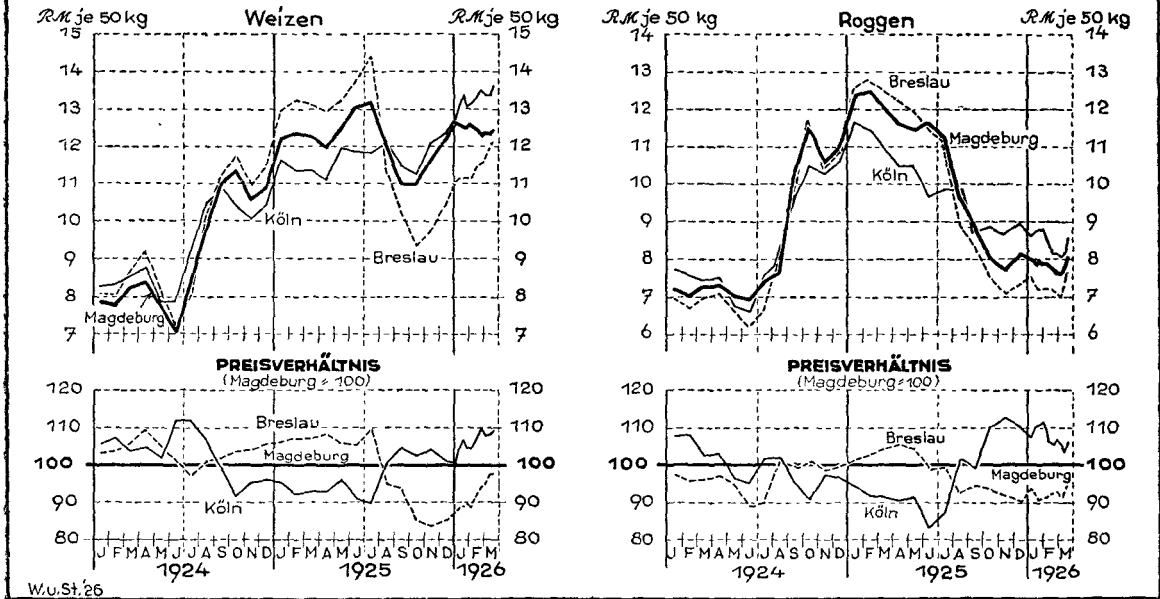 RM je 50 kg Weizen RM je 50 kg
15 15
14 14
13 13
12 12
11 11
10 10
9 9
8 8
7 7
Köln
Breslau
Magdeburg
PREISVERHÄLTNIS
(Magdeburg = 100)
120 120
110 110
100 100
90 90
80 80
Breslau
Magdeburg
Köln
J F M A M J J A S O N D J F M A M J J A S O N D J F M
1924 1925 1926
RM je 50 kg Roggen RM je 50 kg
14 14
13 13
12 12
11 11
10 10
9 9
8 8
7 7
6 6
Breslau
Magdeburg
Köln
PREISVERHÄLTNIS
(Magdeburg=100)
120 120
110 110
100 100
90 90
80 80
Breslau
Magdeburg
Köln
J F M A M J J A S O N D J F M A M J J A S O N D J F M
1924 1925 1926
W.u.St.'26